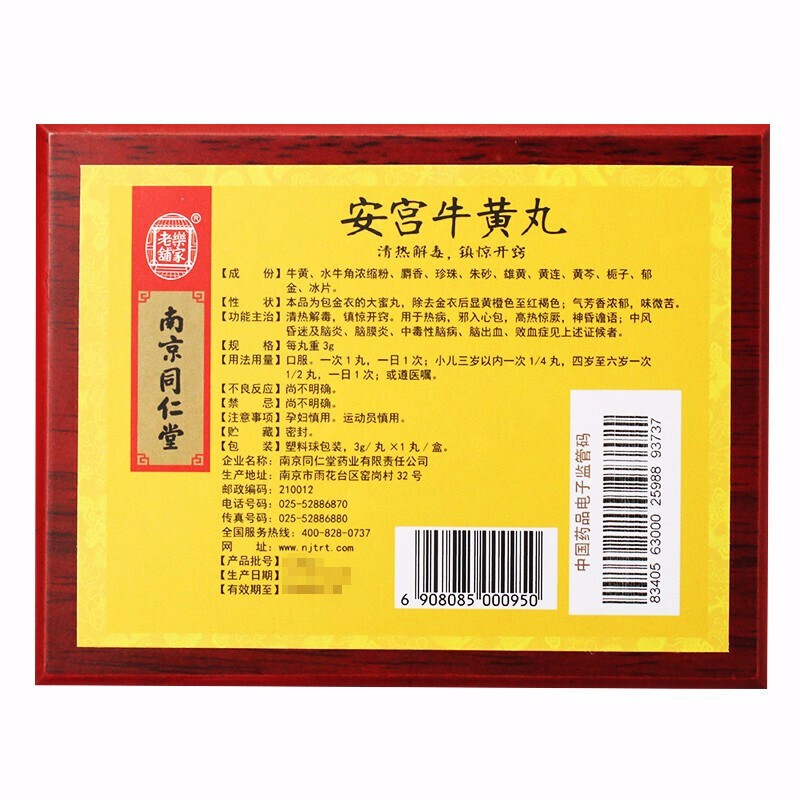 安宫牛黄丸
清热解毒，镇惊开窍
樂家老舖
®
南京同仁堂
【成　份】牛黄、水牛角浓缩粉、麝香、珍珠、朱砂、雄黄、黄连、黄芩、栀子、郁
金、冰片。
【性　状】本品为包金衣的大蜜丸，除去金衣后显黄橙色至红褐色；气芳香浓郁，味微苦。
【功能主治】清热解毒，镇惊开窍。用于热病，邪入心包，高热惊厥，神昏谵语；中风
昏迷及脑炎、脑膜炎、中毒性脑病、脑出血、败血症见上述证候者。
【规　格】每丸重3g
【用法用量】口服。一次1丸，一日1次；小儿三岁以内一次1/4丸，四岁至六岁一次
1/2丸，一日1次；或遵医嘱。
【不良反应】尚不明确。
【禁　忌】尚不明确。
【注意事项】孕妇慎用。运动员慎用。
【贮　藏】密封。
【包　装】塑料球包装，3g/丸×1丸/盒。
企业名称：南京同仁堂药业有限责任公司
生产地址：南京市雨花台区窑岗村32号
邮政编码：210012
电话号码：025-52886870
传真号码：025-52886880
全国服务热线：400-828-0737
网　址：www.njtrt.com
【产品批号】
【生产日期】
【有效期至】
6 908085 000950
中国药品电子监管码
83405 63000 25988 93737